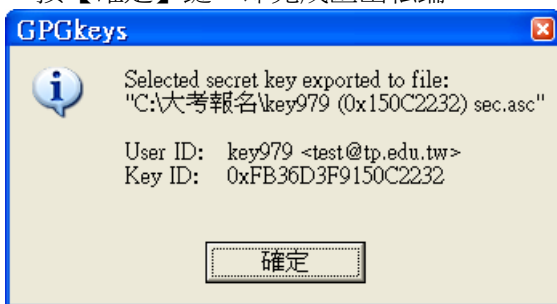 GPGkeys
Selected secret key exported to file:
"C:\大考報名\key979 (0x150C2232) sec.asc"
User ID: key979 <test@tp.edu.tw>
Key ID: 0xFB36D3F9150C2232
確定